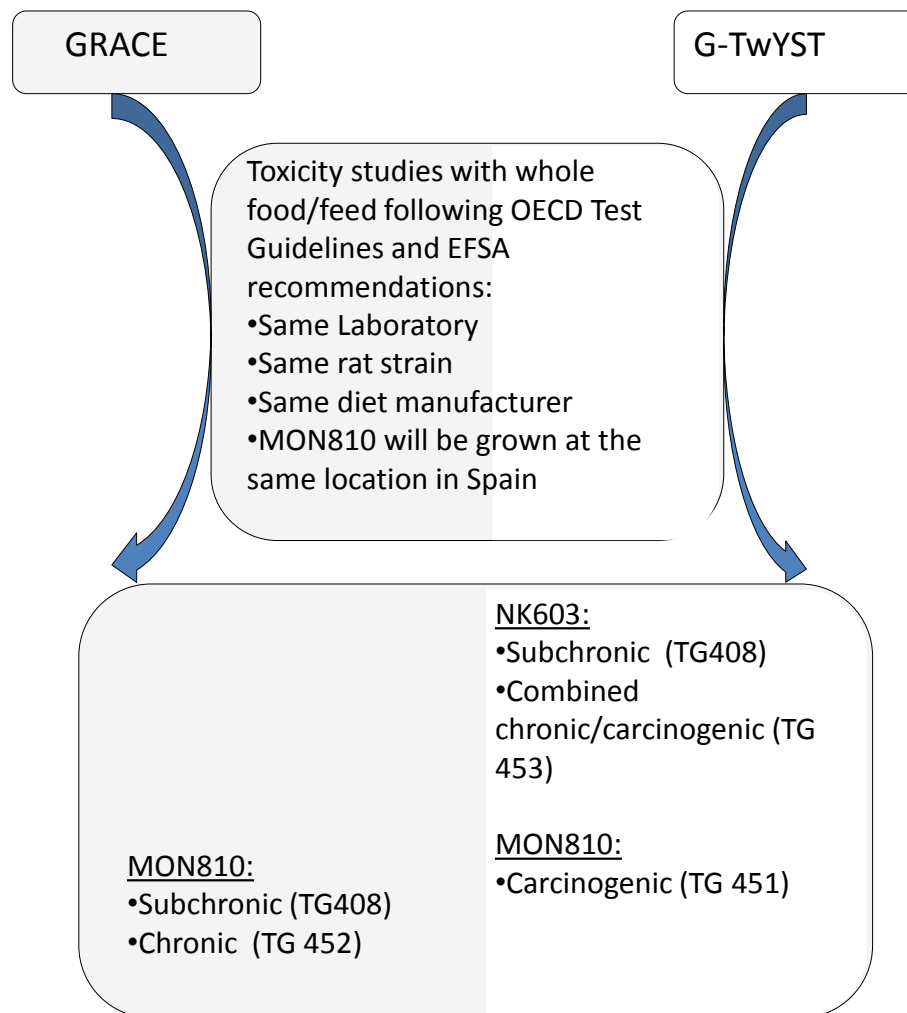 GRACE
G-TwYST
Toxicity studies with whole
food/feed following OECD Test
Guidelines and EFSA
recommendations:
•Same Laboratory
•Same rat strain
•Same diet manufacturer
•MON810 will be grown at the
same location in Spain
NK603:
•Subchronic (TG408)
•Combined
chronic/carcinogenic (TG
453)
MON810:
•Carcinogenic (TG 451)
MON810:
•Subchronic (TG408)
•Chronic (TG 452)